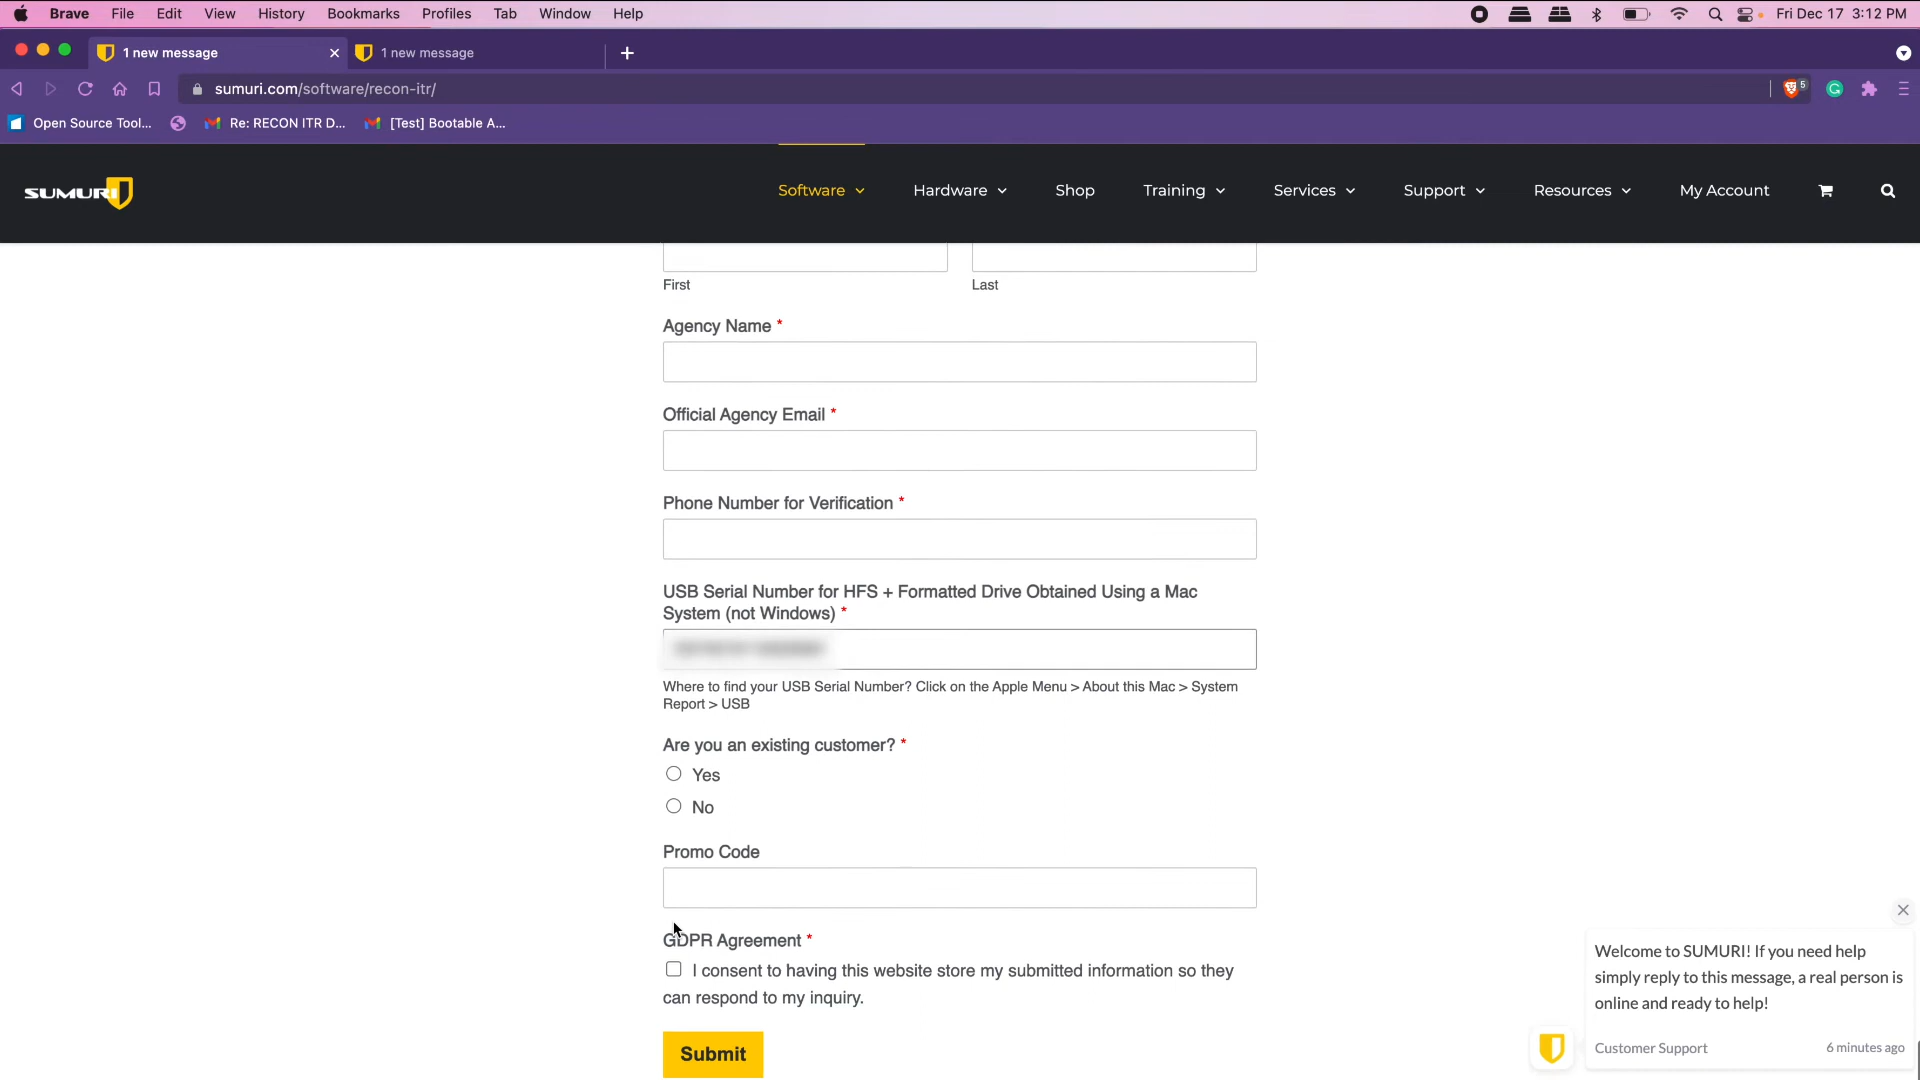 Brave File Edit View History Bookmarks Profiles Tab Window Help Fri Dec 17 3:12 PM
1 new message 1 new message
sumuri.com/software/recon-itr/ 5
Open Source Tool... Re: RECON ITR D... [Test] Bootable A...
SUMURI Software Hardware Shop Training Services Support Resources My Account
First Last
Agency Name *
Official Agency Email *
Phone Number for Verification *
USB Serial Number for HFS + Formatted Drive Obtained Using a Mac
System (not Windows) *
Where to find your USB Serial Number? Click on the Apple Menu > About this Mac > System
Report > USB
Are you an existing customer? *
Yes
No
Promo Code
GDPR Agreement *
I consent to having this website store my submitted information so they
can respond to my inquiry.
Submit
Welcome to SUMURI! If you need help
simply reply to this message, a real person is
online and ready to help!
Customer Support 6 minutes ago